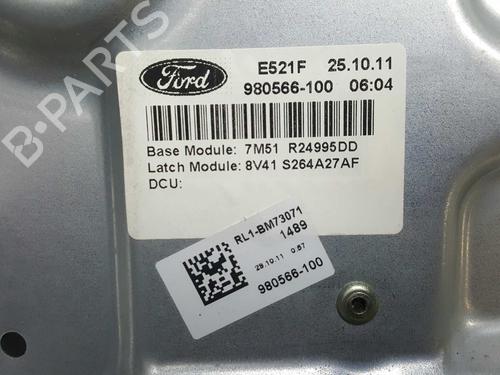 Ford
E521F 25.10.11
980566-100 06:04
Base Module: 7M51 R24995DD
Latch Module: 8V41 S264A27AF
DCU:
RL1-BM73071
1489
29.10.11 0:57
980566-100
B-PARTS